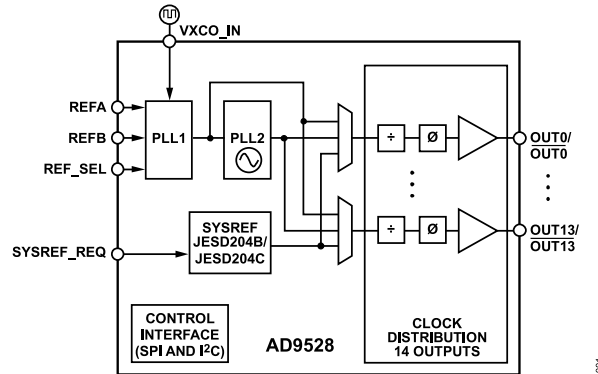 VXCO_IN
REFA
REFB
REF_SEL
PLL1
PLL2
÷
Ø
OUT0/
OUT0
SYSREF_REQ
SYSREF
JESD204B/
JESD204C
÷
Ø
OUT13/
OUT13
CONTROL
INTERFACE
(SPI AND I²C)
AD9528
CLOCK
DISTRIBUTION
14 OUTPUTS
001